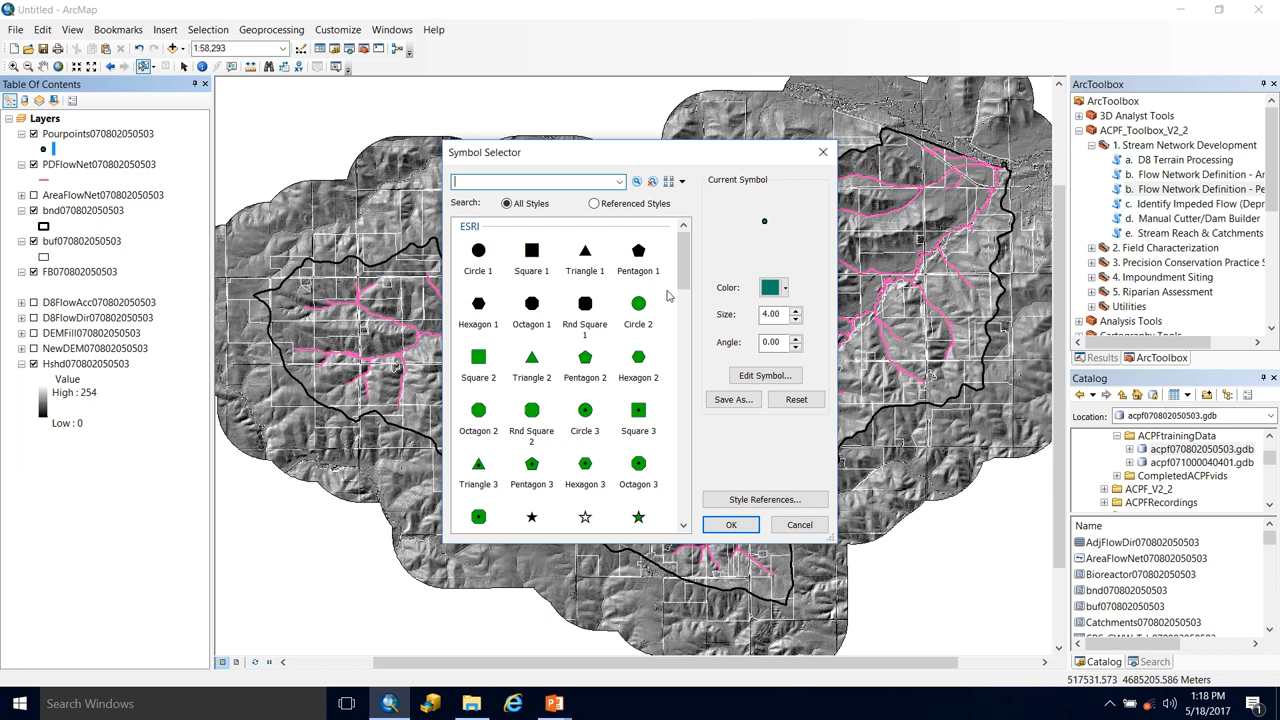 Untitled - ArcMap
File Edit View Bookmarks Insert Selection Geoprocessing Customize Windows Help
1:58,293
Table Of Contents
Layers
Pourpoints070802050503
PDFlowNet070802050503
AreaFlowNet070802050503
bnd070802050503
buf070802050503
FB070802050503
D8FlowAcc070802050503
D8FlowDir070802050503
DEMFill070802050503
NewDEM070802050503
Hshd070802050503
Value
High : 254
Low : 0
Symbol Selector
Search: All Styles Referenced Styles
ESRI
Circle 1 Square 1 Triangle 1 Pentagon 1
Hexagon 1 Octagon 1 Rnd Square 1 Circle 2
Square 2 Triangle 2 Pentagon 2 Hexagon 2
Octagon 2 Rnd Square 2 Circle 3 Square 3
Triangle 3 Pentagon 3 Hexagon 3 Octagon 3
Current Symbol
Color:
Size: 4.00
Angle: 0.00
Edit Symbol...
Save As... Reset
Style References...
OK Cancel
ArcToolbox
ArcToolbox
3D Analyst Tools
ACPF_Toolbox_V2_2
1. Stream Network Development
a. D8 Terrain Processing
b. Flow Network Definition - Ar
b. Flow Network Definition - Pe
c. Identify Impeded Flow (Depr
d. Manual Cutter/Dam Builder
e. Stream Reach & Catchments
2. Field Characterization
3. Precision Conservation Practice S
4. Impoundment Siting
5. Riparian Assessment
Utilities
Analysis Tools
Results ArcToolbox
Catalog
Location: acpf070802050503.gdb
ACPFtrainingData
acpf070802050503.gdb
acpf071000040401.gdb
CompletedACPFvids
ACPF_V2_2
ACPFRecordings
Name
AdjFlowDir070802050503
AreaFlowNet070802050503
Bioreactor070802050503
bnd070802050503
buf070802050503
Catchments070802050503
Catalog Search
517531.573 4685205.586 Meters
Search Windows
1:18 PM
5/18/2017